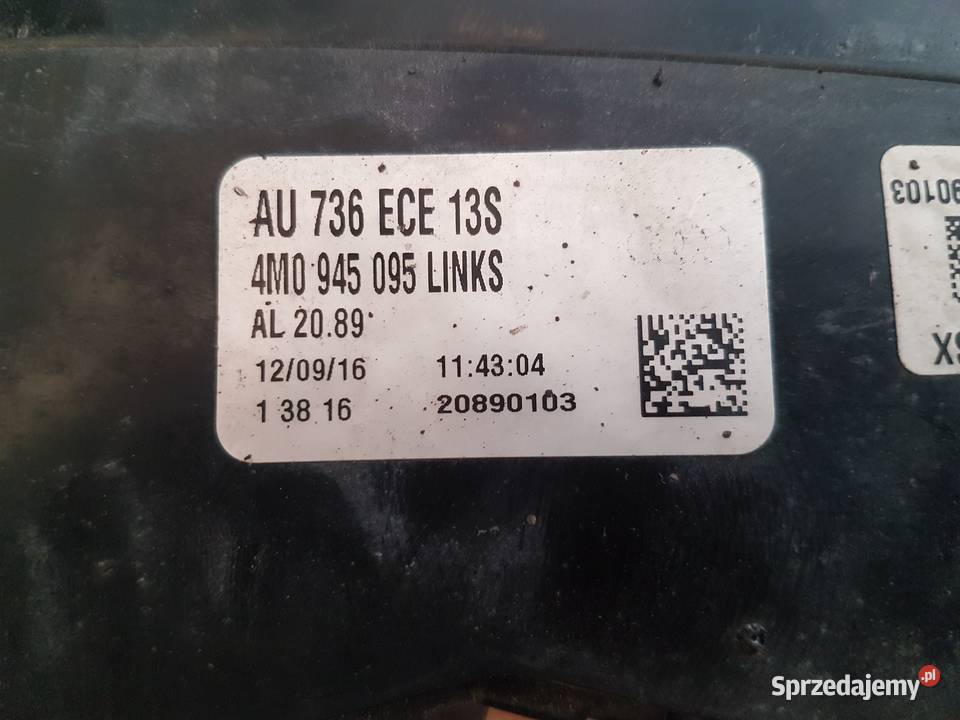 AU 736 ECE 13S
4M0 945 095 LINKS
AL 20.89
12/09/16 11:43:04
1 38 16 20890103
90103
Sprzedajemy.pl